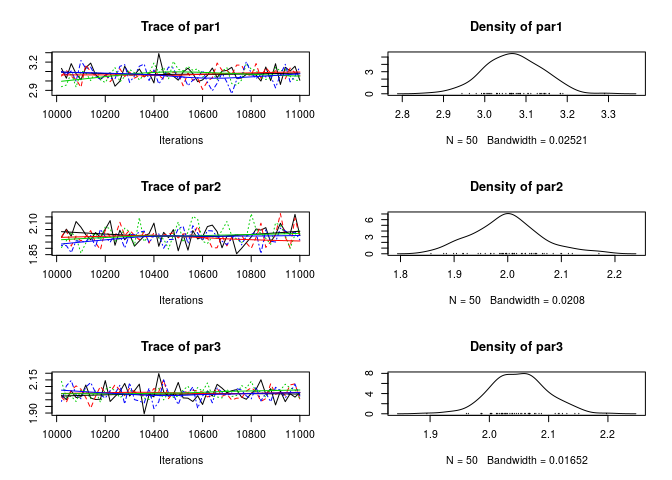 Trace of par1
3.2
2.9
10000 10200 10400 10600 10800 11000
Iterations
Density of par1
3
0
2.8 2.9 3.0 3.1 3.2 3.3
N = 50 Bandwidth = 0.02521
Trace of par2
2.10
1.85
10000 10200 10400 10600 10800 11000
Iterations
Density of par2
6
3
0
1.8 1.9 2.0 2.1 2.2
N = 50 Bandwidth = 0.0208
Trace of par3
2.15
1.90
10000 10200 10400 10600 10800 11000
Iterations
Density of par3
8
4
0
1.9 2.0 2.1 2.2
N = 50 Bandwidth = 0.01652